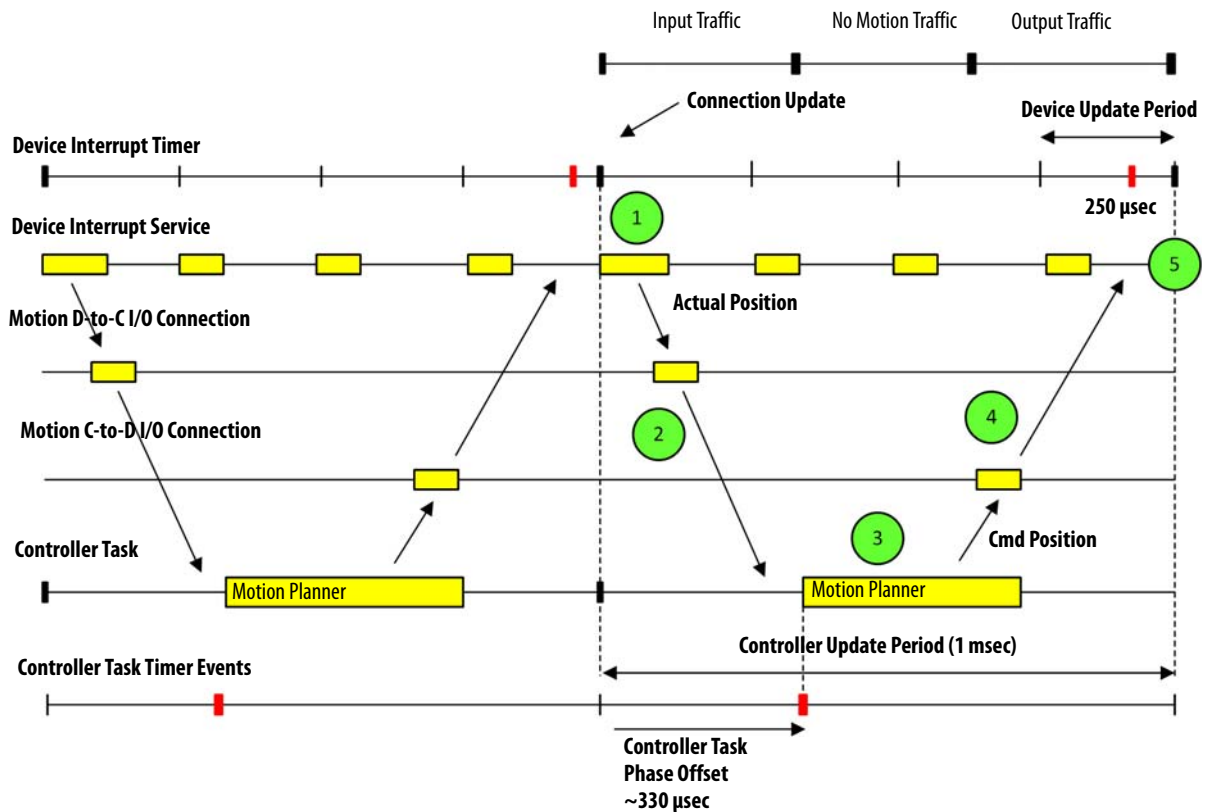 Input Traffic
No Motion Traffic
Output Traffic
Connection Update
Device Update Period
Device Interrupt Timer
250 µsec
Device Interrupt Service
1
5
Actual Position
Motion D-to-C I/O Connection
Motion C-to-D I/O Connection
2
4
3
Cmd Position
Controller Task
Motion Planner
Motion Planner
Controller Update Period (1 msec)
Controller Task Timer Events
Controller Task
Phase Offset
~330 µsec